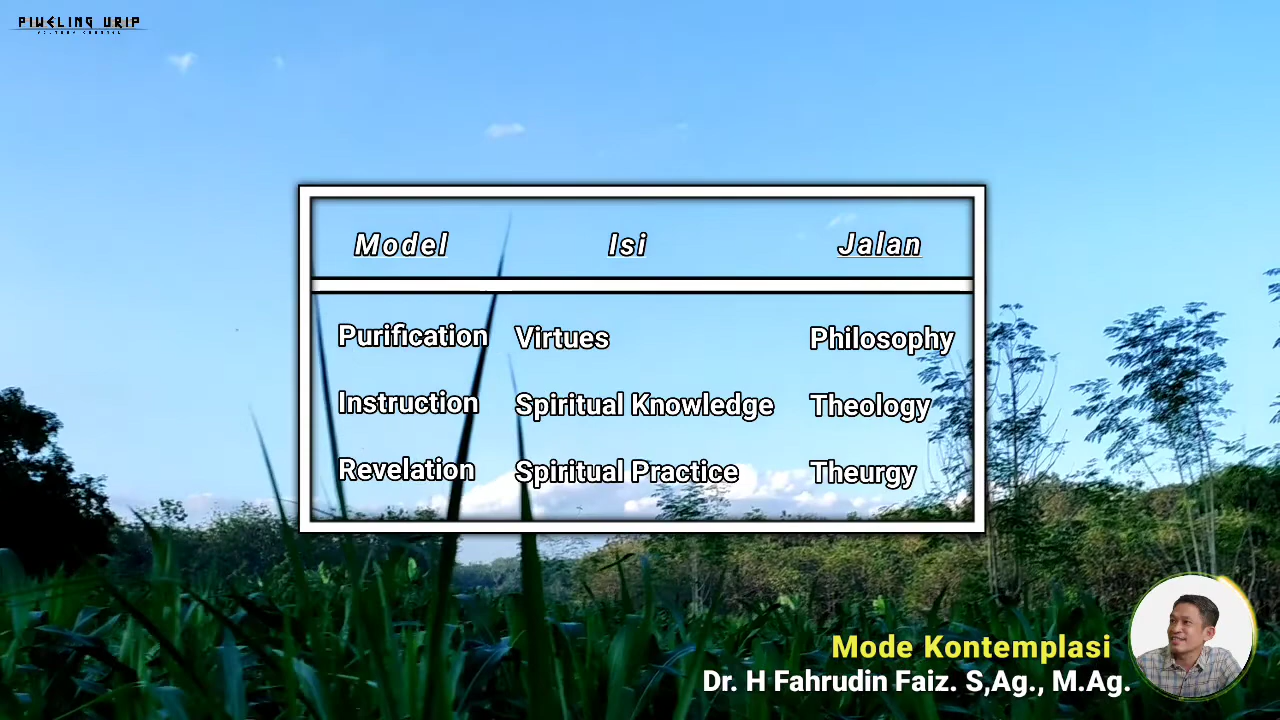 PIWELING URIP
Model Isi Jalan
Purification Virtues Philosophy
Instruction Spiritual Knowledge Theology
Revelation Spiritual Practice Theurgy
Mode Kontemplasi
Dr. H Fahrudin Faiz. S,Ag., M.Ag.